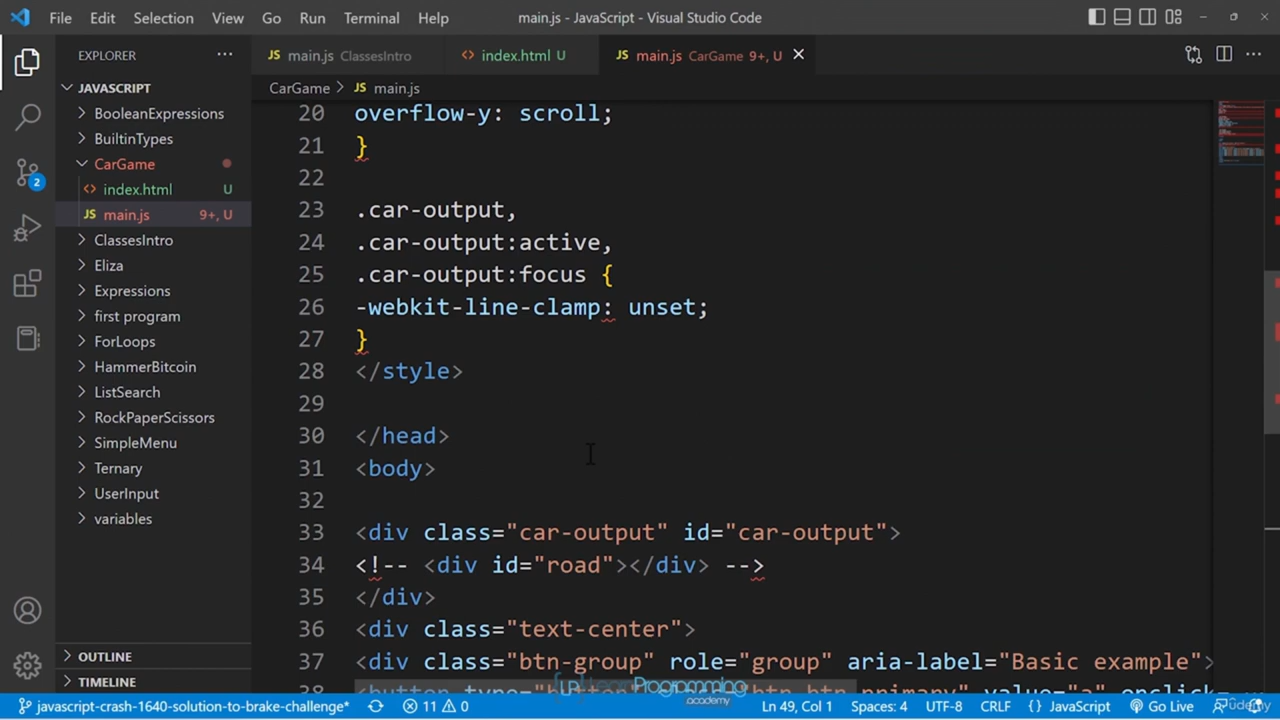 File Edit Selection View Go Run Terminal Help main.js - JavaScript - Visual Studio Code
EXPLORER ...
JS main.js ClassesIntro
<> index.html U
JS main.js CarGame 9+, U
CarGame > JS main.js
JAVASCRIPT
BooleanExpressions
BuiltinTypes
CarGame
<> index.html U
JS main.js 9+, U
ClassesIntro
Eliza
Expressions
first program
ForLoops
HammerBitcoin
ListSearch
RockPaperScissors
SimpleMenu
Ternary
UserInput
variables
OUTLINE
TIMELINE
2
20 overflow-y: scroll;
21 }
22
23 .car-output,
24 .car-output:active,
25 .car-output:focus {
26 -webkit-line-clamp: unset;
27 }
28 </style>
29
30 </head>
31 <body>
32
33 <div class="car-output" id="car-output">
34 <!-- <div id="road"></div> -->
35 </div>
36 <div class="text-center">
37 <div class="btn-group" role="group" aria-label="Basic example">
Programming
academy
javascript-crash-1640-solution-to-brake-challenge* 11 0 Ln 49, Col 1 Spaces: 4 UTF-8 CRLF {} JavaScript Go Live
Udemy